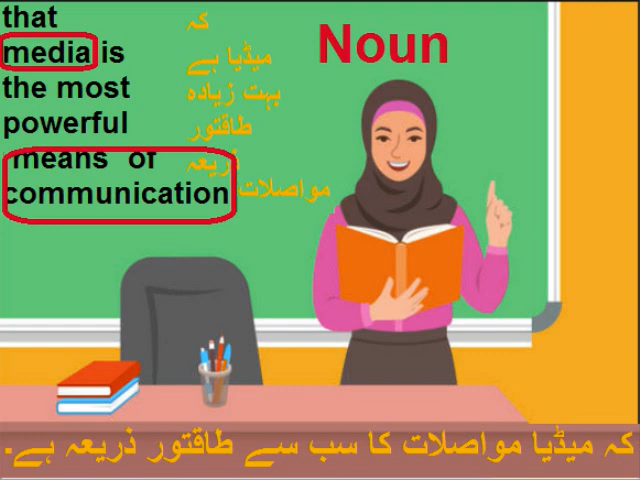 that
media is
the most
powerful
means of
communication
کہ
میڈیا ہے
بہت زیادہ
طاقتور
ذریعہ
مواصلات
Noun
کہ میڈیا مواصلات کا سب سے طاقتور ذریعہ ہے۔